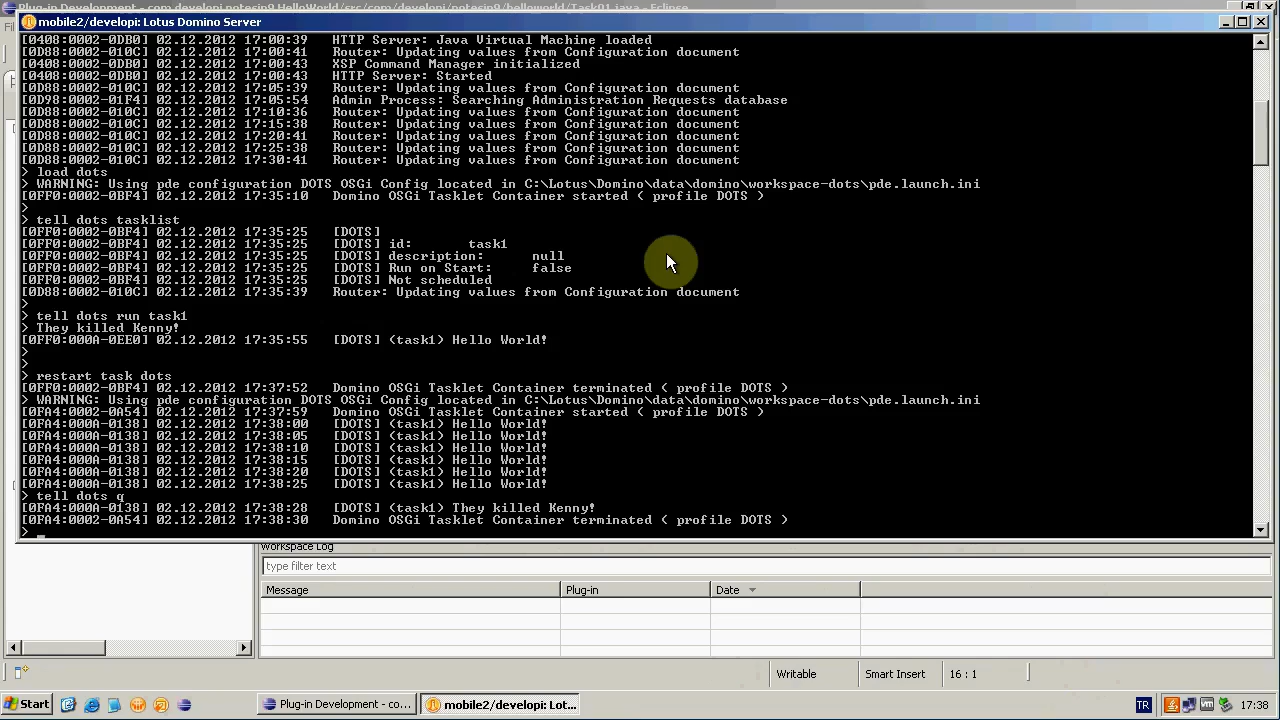 Plug-in Development - com.developi.notesin9.HelloWorld/src/com/developi/notesin9/helloworld/Task01.java - Eclipse
mobile2/developi: Lotus Domino Server
[0408:0002-0DB0] 02.12.2012 17:00:39 HTTP Server: Java Virtual Machine loaded
[0D88:0002-010C] 02.12.2012 17:00:41 Router: Updating values from Configuration document
[0408:0002-0DB0] 02.12.2012 17:00:43 XSP Command Manager initialized
[0408:0002-0DB0] 02.12.2012 17:00:43 HTTP Server: Started
[0D88:0002-010C] 02.12.2012 17:05:39 Router: Updating values from Configuration document
[0D98:0002-01F4] 02.12.2012 17:05:54 Admin Process: Searching Administration Requests database
[0D88:0002-010C] 02.12.2012 17:10:36 Router: Updating values from Configuration document
[0D88:0002-010C] 02.12.2012 17:15:38 Router: Updating values from Configuration document
[0D88:0002-010C] 02.12.2012 17:20:41 Router: Updating values from Configuration document
[0D88:0002-010C] 02.12.2012 17:25:38 Router: Updating values from Configuration document
[0D88:0002-010C] 02.12.2012 17:30:41 Router: Updating values from Configuration document
> load dots
> WARNING: Using pde configuration DOTS OSGi Config located in C:\Lotus\Domino\data\domino\workspace-dots\pde.launch.ini
[0FF0:0002-0BF4] 02.12.2012 17:35:10 Domino OSGi Tasklet Container started ( profile DOTS )
>
> tell dots tasklist
[0FF0:0002-0BF4] 02.12.2012 17:35:25 [DOTS]
[0FF0:0002-0BF4] 02.12.2012 17:35:25 [DOTS] id: task1
[0FF0:0002-0BF4] 02.12.2012 17:35:25 [DOTS] description: null
[0FF0:0002-0BF4] 02.12.2012 17:35:25 [DOTS] Run on Start: false
[0FF0:0002-0BF4] 02.12.2012 17:35:25 [DOTS] Not scheduled
[0D88:0002-010C] 02.12.2012 17:35:39 Router: Updating values from Configuration document
>
> tell dots run task1
> They killed Kenny!
[0FF0:000A-0EE0] 02.12.2012 17:35:55 [DOTS] (task1) Hello World!
>
>
> restart task dots
[0FF0:0002-0BF4] 02.12.2012 17:37:52 Domino OSGi Tasklet Container terminated ( profile DOTS )
> WARNING: Using pde configuration DOTS OSGi Config located in C:\Lotus\Domino\data\domino\workspace-dots\pde.launch.ini
[0FA4:0002-0A54] 02.12.2012 17:37:59 Domino OSGi Tasklet Container started ( profile DOTS )
[0FA4:000A-0138] 02.12.2012 17:38:00 [DOTS] (task1) Hello World!
[0FA4:000A-0138] 02.12.2012 17:38:05 [DOTS] (task1) Hello World!
[0FA4:000A-0138] 02.12.2012 17:38:10 [DOTS] (task1) Hello World!
[0FA4:000A-0138] 02.12.2012 17:38:15 [DOTS] (task1) Hello World!
[0FA4:000A-0138] 02.12.2012 17:38:20 [DOTS] (task1) Hello World!
[0FA4:000A-0138] 02.12.2012 17:38:25 [DOTS] (task1) Hello World!
> tell dots q
[0FA4:000A-0138] 02.12.2012 17:38:28 [DOTS] (task1) They killed Kenny!
[0FA4:0002-0A54] 02.12.2012 17:38:30 Domino OSGi Tasklet Container terminated ( profile DOTS )
> _
Workspace Log
type filter text
Message Plug-in Date
Writable Smart Insert 16 : 1
Start Plug-in Development - co... mobile2/developi: Lot... TR 17:38